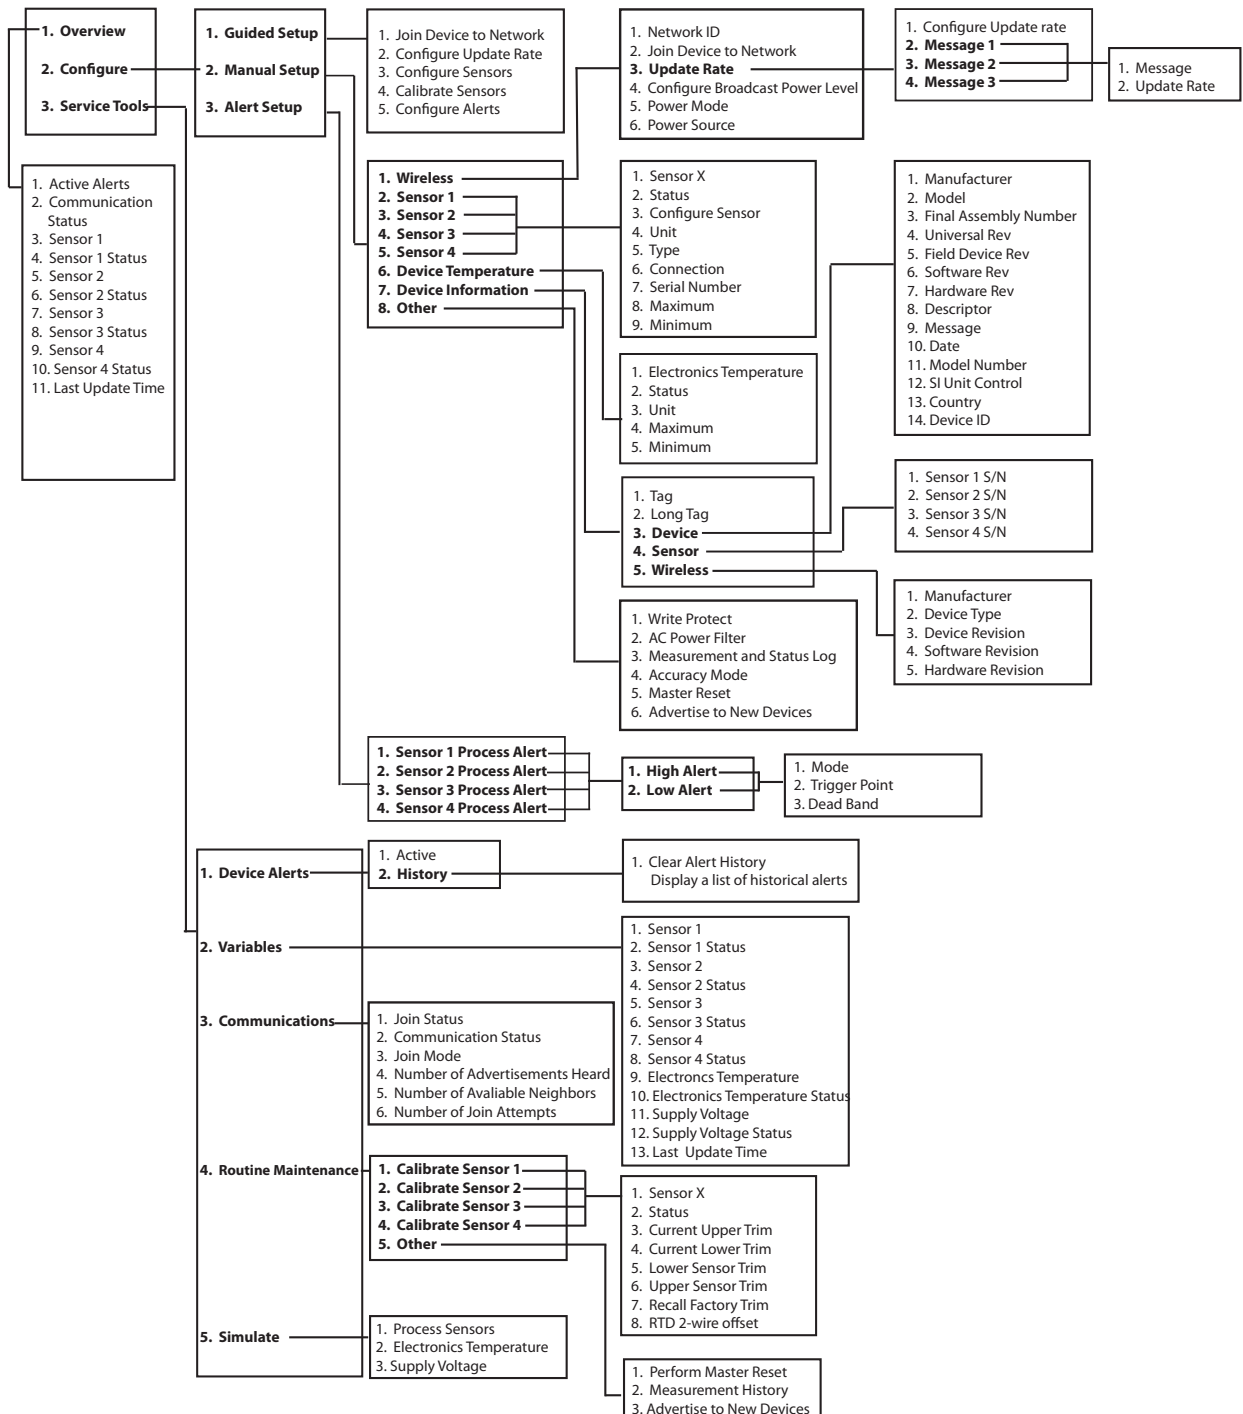 1. Overview
2. Configure
3. Service Tools
1. Active Alerts
2. Communication
Status
3. Sensor 1
4. Sensor 1 Status
5. Sensor 2
6. Sensor 2 Status
7. Sensor 3
8. Sensor 3 Status
9. Sensor 4
10. Sensor 4 Status
11. Last Update Time
1. Guided Setup
2. Manual Setup
3. Alert Setup
1. Join Device to Network
2. Configure Update Rate
3. Configure Sensors
4. Calibrate Sensors
5. Configure Alerts
1. Network ID
2. Join Device to Network
3. Update Rate
4. Configure Broadcast Power Level
5. Power Mode
6. Power Source
1. Configure Update rate
2. Message 1
3. Message 2
4. Message 3
1. Message
2. Update Rate
1. Wireless
2. Sensor 1
3. Sensor 2
4. Sensor 3
5. Sensor 4
6. Device Temperature
7. Device Information
8. Other
1. Sensor X
2. Status
3. Configure Sensor
4. Unit
5. Type
6. Connection
7. Serial Number
8. Maximum
9. Minimum
1. Manufacturer
2. Model
3. Final Assembly Number
4. Universal Rev
5. Field Device Rev
6. Software Rev
7. Hardware Rev
8. Descriptor
9. Message
10. Date
11. Model Number
12. SI Unit Control
13. Country
14. Device ID
1. Electronics Temperature
2. Status
3. Unit
4. Maximum
5. Minimum
1. Tag
2. Long Tag
3. Device
4. Sensor
5. Wireless
1. Sensor 1 S/N
2. Sensor 2 S/N
3. Sensor 3 S/N
4. Sensor 4 S/N
1. Manufacturer
2. Device Type
3. Device Revision
4. Software Revision
5. Hardware Revision
1. Write Protect
2. AC Power Filter
3. Measurement and Status Log
4. Accuracy Mode
5. Master Reset
6. Advertise to New Devices
1. Sensor 1 Process Alert
2. Sensor 2 Process Alert
3. Sensor 3 Process Alert
4. Sensor 4 Process Alert
1. High Alert
2. Low Alert
1. Mode
2. Trigger Point
3. Dead Band
1. Device Alerts
2. Variables
3. Communications
4. Routine Maintenance
5. Simulate
1. Active
2. History
1. Clear Alert History
Display a list of historical alerts
1. Sensor 1
2. Sensor 1 Status
3. Sensor 2
4. Sensor 2 Status
5. Sensor 3
6. Sensor 3 Status
7. Sensor 4
8. Sensor 4 Status
9. Electroncs Temperature
10. Electronics Temperature Status
11. Supply Voltage
12. Supply Voltage Status
13. Last Update Time
1. Join Status
2. Communication Status
3. Join Mode
4. Number of Advertisements Heard
5. Number of Avaliable Neighbors
6. Number of Join Attempts
1. Calibrate Sensor 1
2. Calibrate Sensor 2
3. Calibrate Sensor 3
4. Calibrate Sensor 4
5. Other
1. Sensor X
2. Status
3. Current Upper Trim
4. Current Lower Trim
5. Lower Sensor Trim
6. Upper Sensor Trim
7. Recall Factory Trim
8. RTD 2-wire offset
1. Process Sensors
2. Electronics Temperature
3. Supply Voltage
1. Perform Master Reset
2. Measurement History
3. Advertise to New Devices